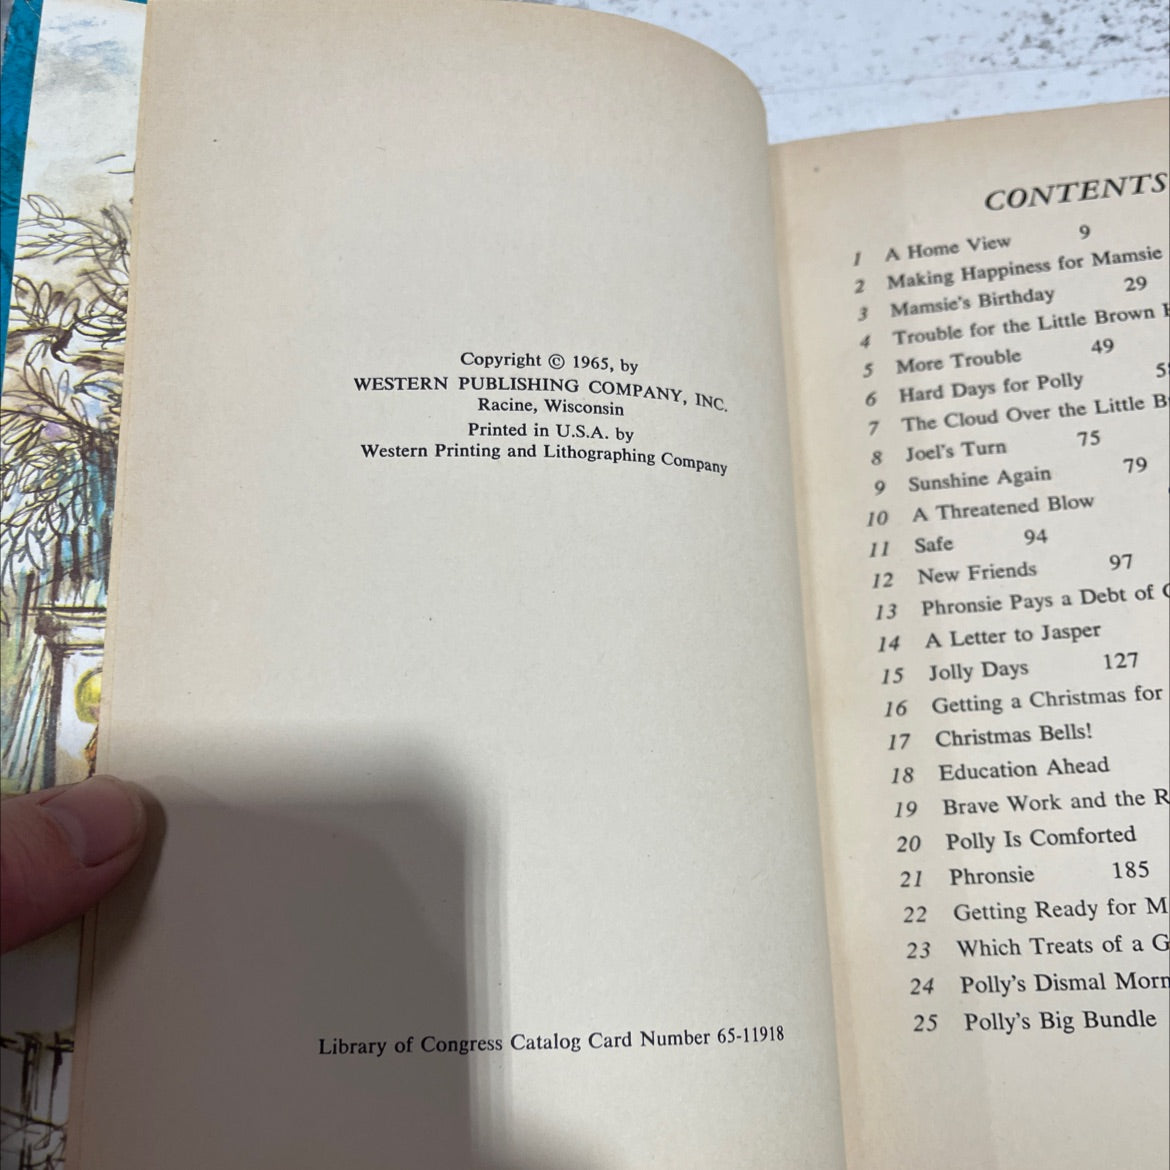 Copyright © 1965, by
WESTERN PUBLISHING COMPANY, INC.
Racine, Wisconsin
Printed in U.S.A. by
Western Printing and Lithographing Company
Library of Congress Catalog Card Number 65-11918
CONTENTS
1 A Home View 9
2 Making Happiness for Mamsie
3 Mamsie's Birthday 29
4 Trouble for the Little Brown
5 More Trouble 49
6 Hard Days for Polly
7 The Cloud Over the Little
8 Joel's Turn 75
9 Sunshine Again 79
10 A Threatened Blow
11 Safe 94
12 New Friends 97
13 Phronsie Pays a Debt of
14 A Letter to Jasper
15 Jolly Days 127
16 Getting a Christmas for
17 Christmas Bells!
18 Education Ahead
19 Brave Work and the
20 Polly Is Comforted
21 Phronsie 185
22 Getting Ready for
23 Which Treats of a
24 Polly's Dismal
25 Polly's Big Bundle